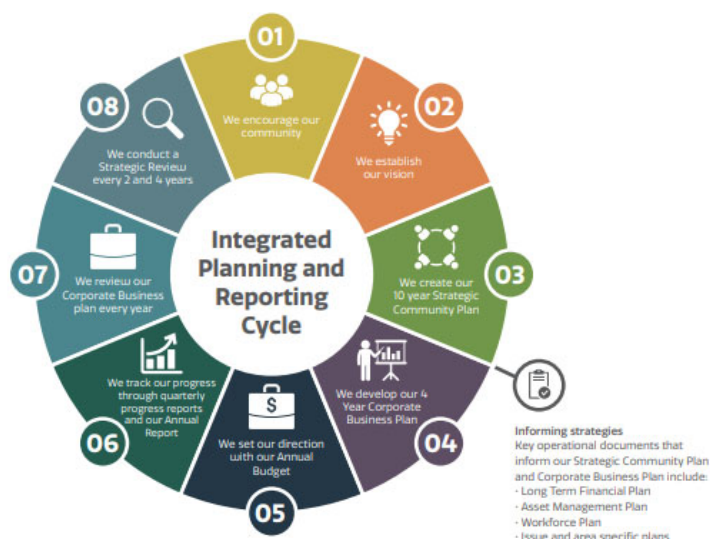 Integrated
Planning and
Reporting
Cycle
01
We encourage our
community
02
We establish
our vision
03
We create our
10 year Strategic
Community Plan
04
We develop our 4
Year Corporate
Business Plan
05
$
We set our direction
with our Annual
Budget
06
We track our progress
through quarterly
progress reports
and our Annual
Report
07
We review our
Corporate Business
plan every year
08
We conduct a
Strategic Review
every 2 and 4 years
Informing strategies
Key operational documents that
inform our Strategic Community Plan
and Corporate Business Plan include:
· Long Term Financial Plan
· Asset Management Plan
· Workforce Plan
· Issue and area specific plans